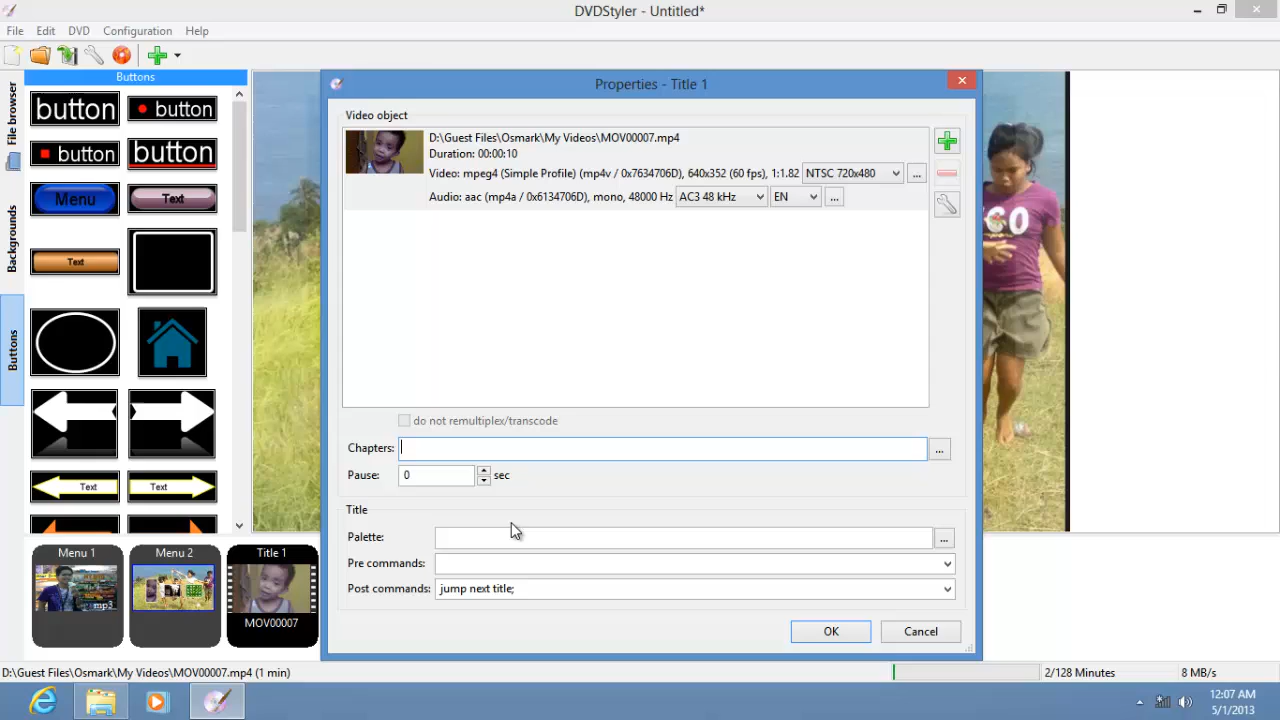 DVDStyler - Untitled*
File Edit DVD Configuration Help
Buttons
File browser
Backgrounds
Buttons
button
button
button
button
Menu
Text
Text
Text
Text
Properties - Title 1
Video object
D:\Guest Files\Osmark\My Videos\MOV00007.mp4
Duration: 00:00:10
Video: mpeg4 (Simple Profile) (mp4v / 0x7634706D), 640x352 (60 fps), 1:1.82 NTSC 720x480 ...
Audio: aac (mp4a / 0x6134706D), mono, 48000 Hz AC3 48 kHz EN ...
do not remultiplex/transcode
Chapters: ...
Pause: 0 sec
Title
Palette: ...
Pre commands:
Post commands: jump next title;
OK Cancel
Menu 1 Menu 2 Title 1
mp3
MOV00007
D:\Guest Files\Osmark\My Videos\MOV00007.mp4 (1 min) 2/128 Minutes 8 MB/s
12:07 AM
5/1/2013